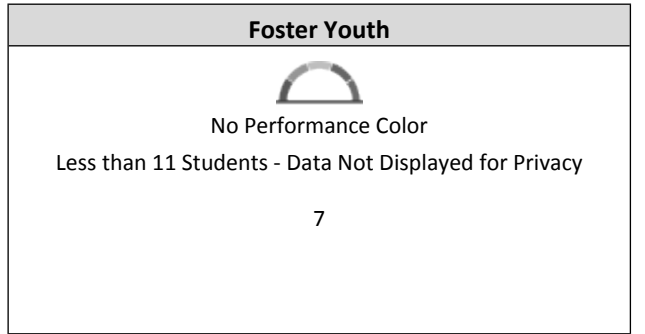 Foster Youth
No Performance Color
Less than 11 Students - Data Not Displayed for Privacy
7